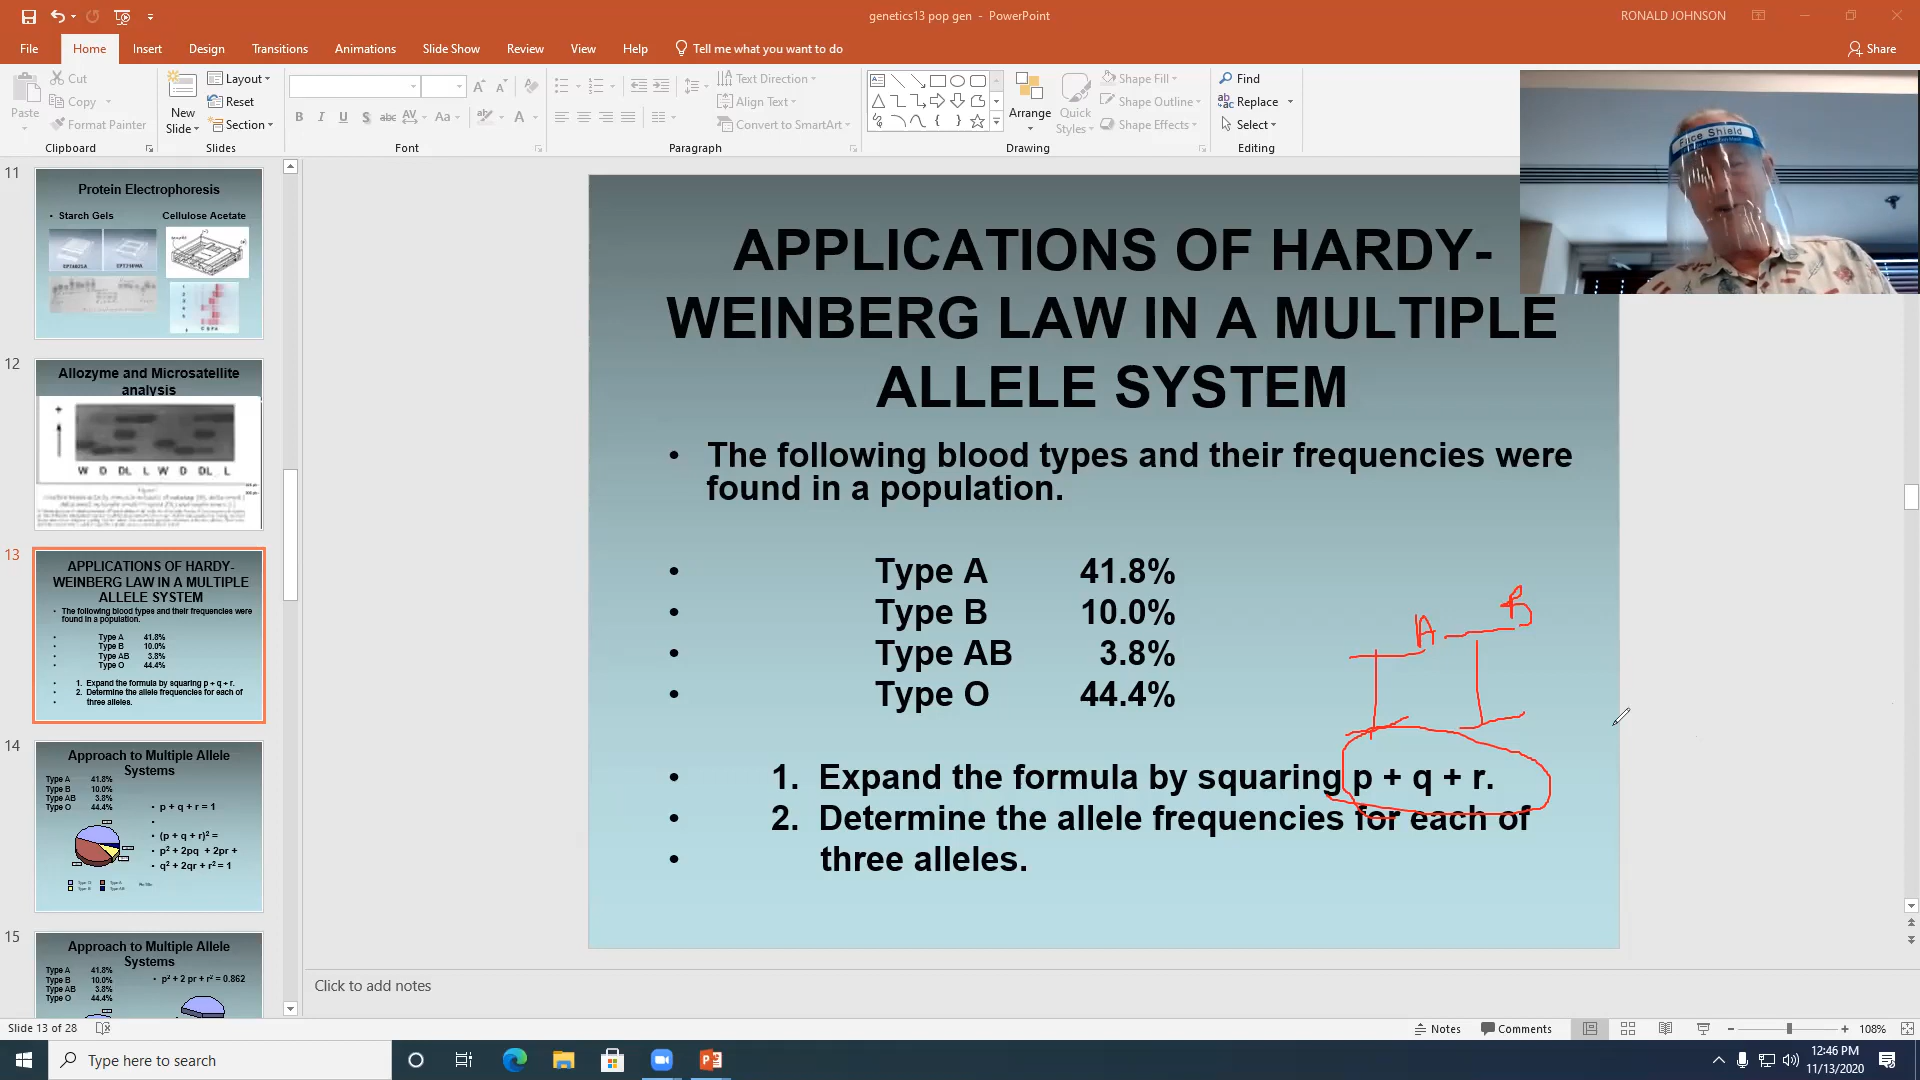 genetics13 pop gen - PowerPoint
RONALD JOHNSON
File Home Insert Design Transitions Animations Slide Show Review View Help Tell me what you want to do
Share
Paste
Cut
Copy
Format Painter
Clipboard
New Slide
Layout
Reset
Section
Slides
B I U S abc AV Aa A
Font
Text Direction
Align Text
Convert to SmartArt
Paragraph
Arrange
Quick Styles
Shape Fill
Shape Outline
Shape Effects
Drawing
Find
Replace
Select
Editing
Face Shield
11
Protein Electrophoresis
• Starch Gels
Cellulose Acetate
12
Allozyme and Microsatellite
analysis
+
W D DL L W D DL L
13
APPLICATIONS OF HARDY-
WEINBERG LAW IN A MULTIPLE
ALLELE SYSTEM
• The following blood types and their frequencies were
found in a population.
• Type A 41.8%
• Type B 10.0%
• Type AB 3.8%
• Type O 44.4%
• 1. Expand the formula by squaring p + q + r.
• 2. Determine the allele frequencies for each of
• three alleles.
14
Approach to Multiple Allele
Systems
Type A 41.8%
Type B 10.0%
Type AB 3.8%
Type O 44.4%
• p + q + r = 1
•
• (p + q + r)² =
• p² + 2pq + 2pr +
• q² + 2qr + r² = 1
15
Approach to Multiple Allele
Systems
Type A 41.8%
Type B 10.0%
Type AB 3.8%
Type O 44.4%
• p² + 2 pr + r² = 0.862
APPLICATIONS OF HARDY-
WEINBERG LAW IN A MULTIPLE
ALLELE SYSTEM
• The following blood types and their frequencies were
found in a population.
• Type A 41.8%
• Type B 10.0%
• Type AB 3.8%
• Type O 44.4%
A B
• 1. Expand the formula by squaring p + q + r.
• 2. Determine the allele frequencies for each of
• three alleles.
Click to add notes
Slide 13 of 28
Notes
Comments
108%
Type here to search
12:46 PM
11/13/2020